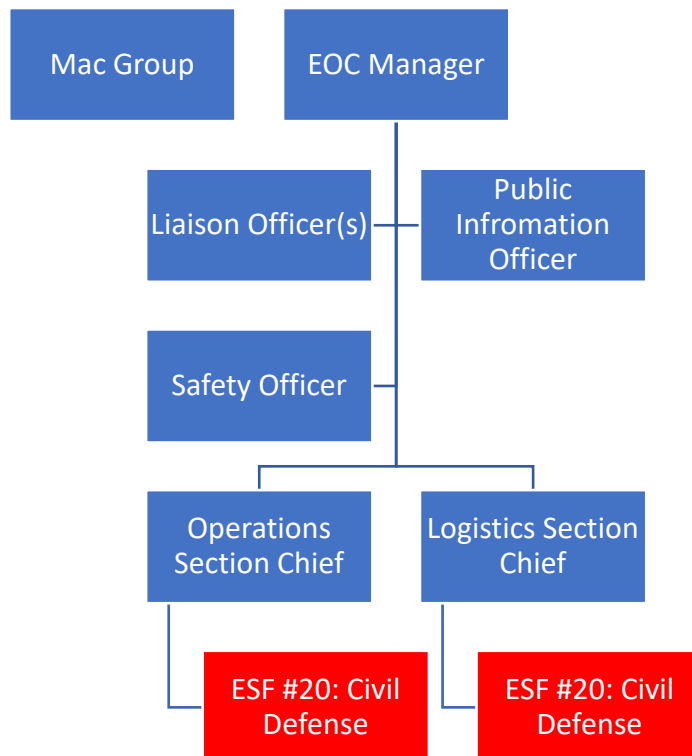 Mac Group
EOC Manager
Liaison Officer(s)
Public
Infromation
Officer
Safety Officer
Operations
Section Chief
Logistics Section
Chief
ESF #20: Civil
Defense
ESF #20: Civil
Defense